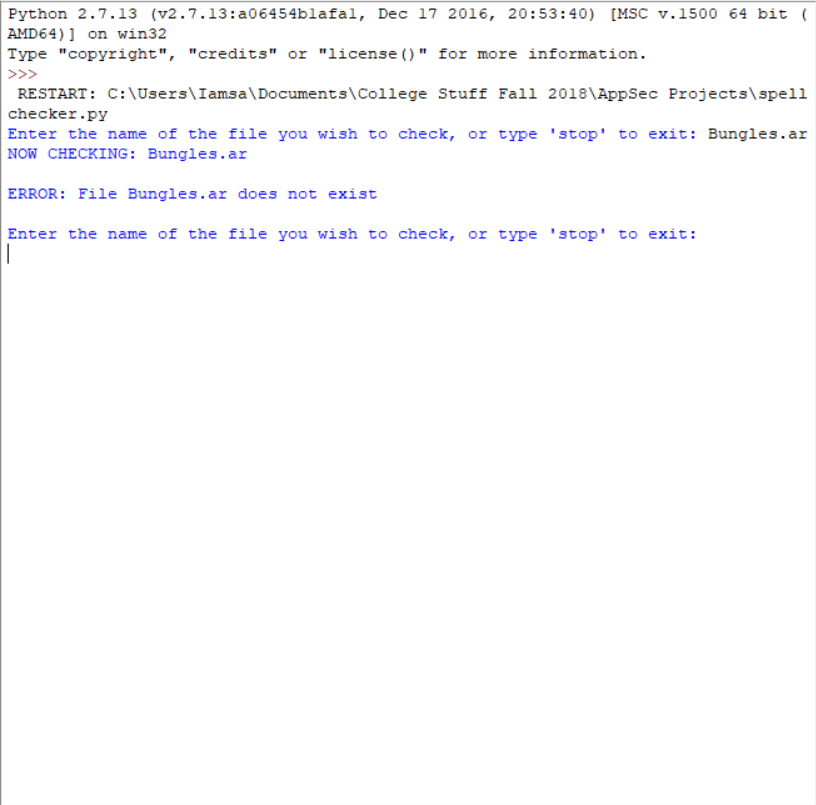 Python 2.7.13 (v2.7.13:a06454b1afa1, Dec 17 2016, 20:53:40) [MSC v.1500 64 bit (
AMD64)] on win32
Type "copyright", "credits" or "license()" for more information.
>>>
 RESTART: C:\Users\Iamsa\Documents\College Stuff Fall 2018\AppSec Projects\spell
checker.py
Enter the name of the file you wish to check, or type 'stop' to exit: Bungles.ar
NOW CHECKING: Bungles.ar
ERROR: File Bungles.ar does not exist
Enter the name of the file you wish to check, or type 'stop' to exit: